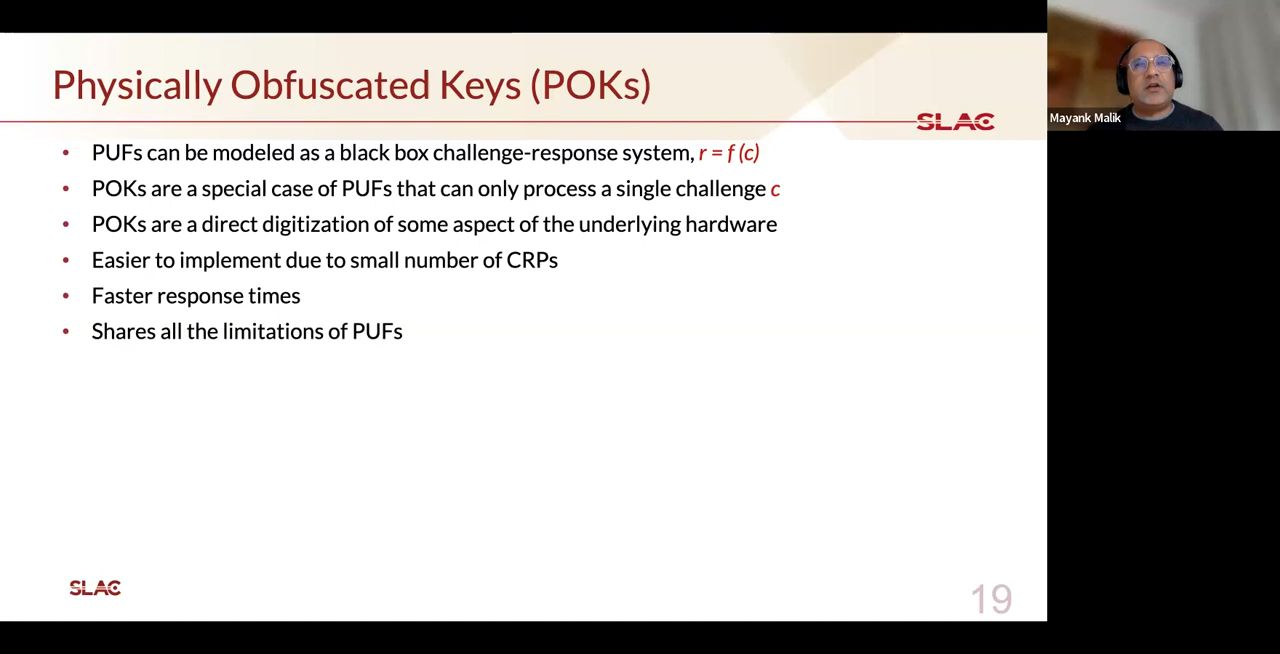 Physically Obfuscated Keys (POKs)
SLAC
• PUFs can be modeled as a black box challenge-response system, r = f (c)
• POKs are a special case of PUFs that can only process a single challenge c
• POKs are a direct digitization of some aspect of the underlying hardware
• Easier to implement due to small number of CRPs
• Faster response times
• Shares all the limitations of PUFs
SLAC
19
Mayank Malik